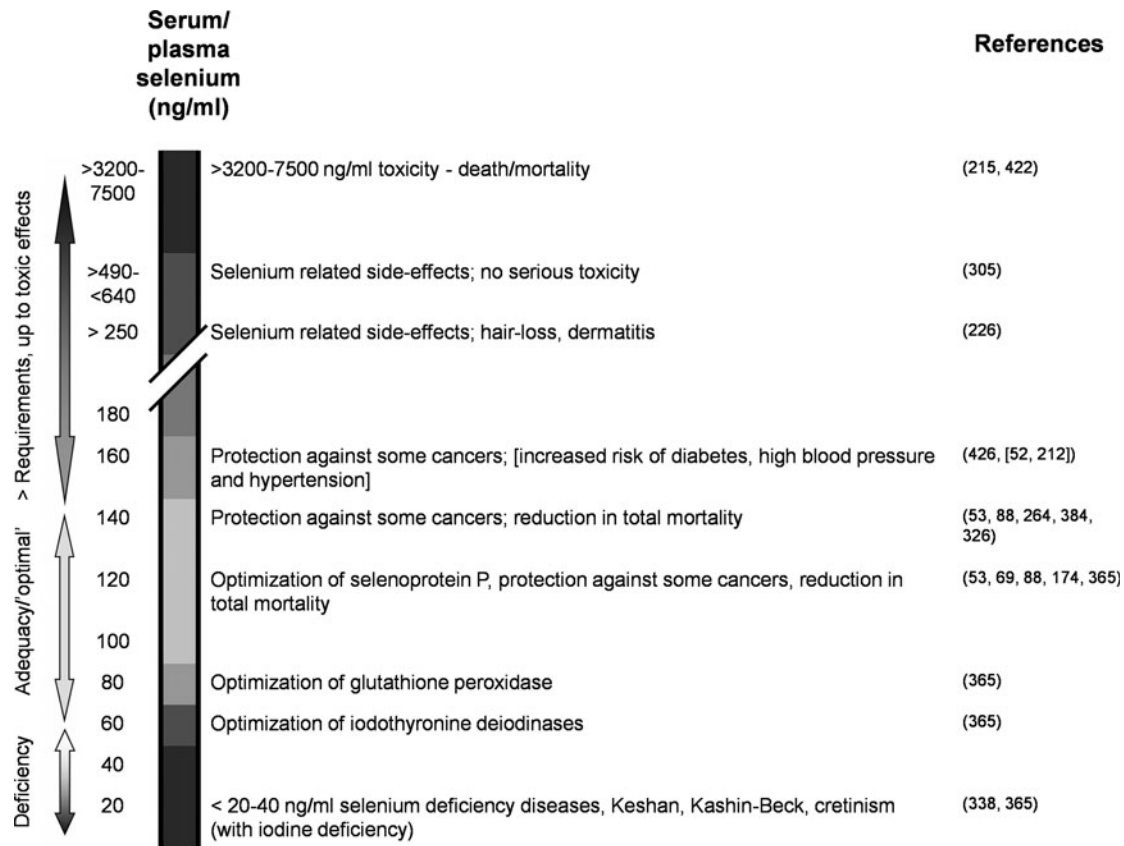 Serum/
plasma
selenium
(ng/ml)
References
>3200-
7500
>3200-7500 ng/ml toxicity - death/mortality
(215, 422)
>490-
<640
Selenium related side-effects; no serious toxicity
(305)
> 250
Selenium related side-effects; hair-loss, dermatitis
(226)
180
160
Protection against some cancers; [increased risk of diabetes, high blood pressure
and hypertension]
(426, [52, 212])
140
Protection against some cancers; reduction in total mortality
(53, 88, 264, 384,
326)
120
Optimization of selenoprotein P, protection against some cancers, reduction in
total mortality
(53, 69, 88, 174, 365)
100
80
Optimization of glutathione peroxidase
(365)
60
Optimization of iodothyronine deiodinases
(365)
40
20
< 20-40 ng/ml selenium deficiency diseases, Keshan, Kashin-Beck, cretinism
(with iodine deficiency)
(338, 365)
> Requirements, up to toxic effects
Adequacy/'optimal'
Deficiency